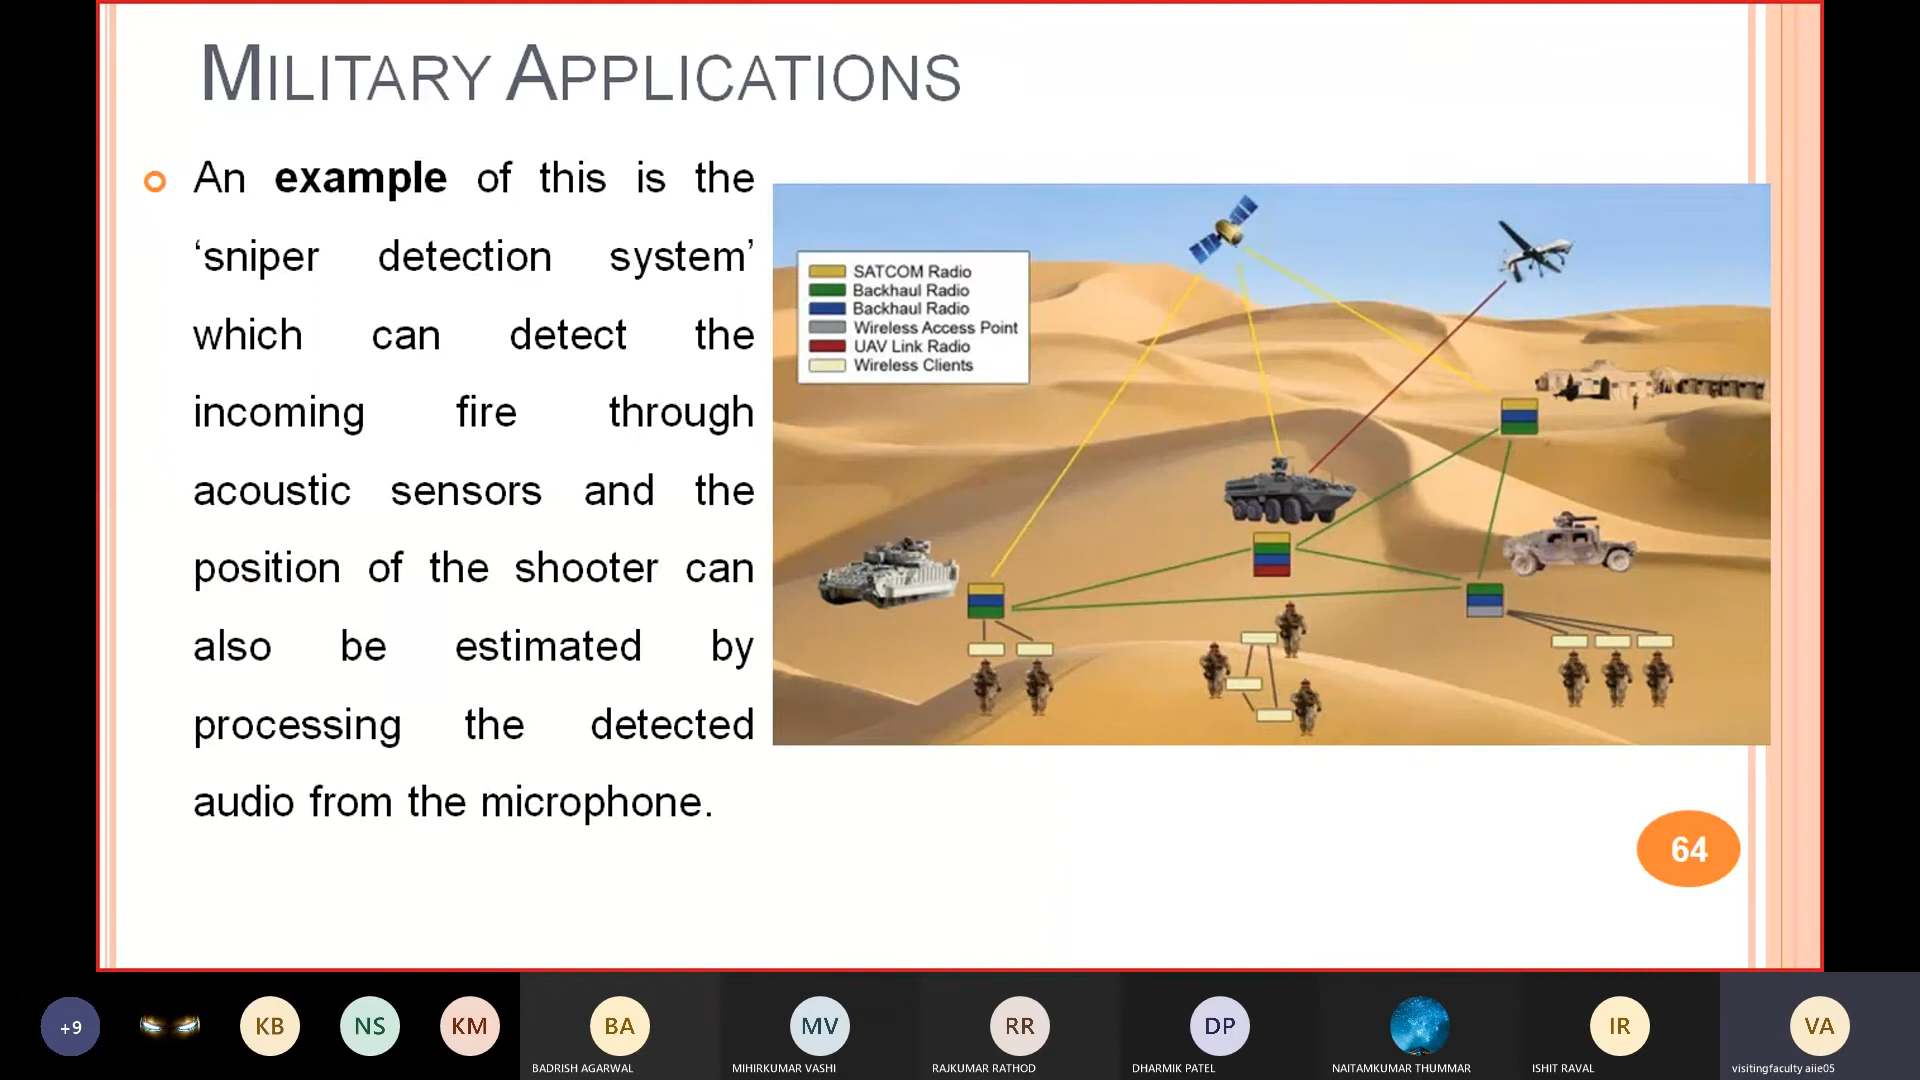 MILITARY APPLICATIONS
An example of this is the
‘sniper detection system’
which can detect the
incoming fire through
acoustic sensors and the
position of the shooter can
also be estimated by
processing the detected
audio from the microphone.
SATCOM Radio
Backhaul Radio
Backhaul Radio
Wireless Access Point
UAV Link Radio
Wireless Clients
64
+9
KB
NS
KM
BA
BADRISH AGARWAL
MV
MIHIRKUMAR VASHI
RR
RAJKUMAR RATHOD
DP
DHARMIK PATEL
NAITAMKUMAR THUMMAR
IR
ISHIT RAVAL
VA
visitingfaculty aiie05